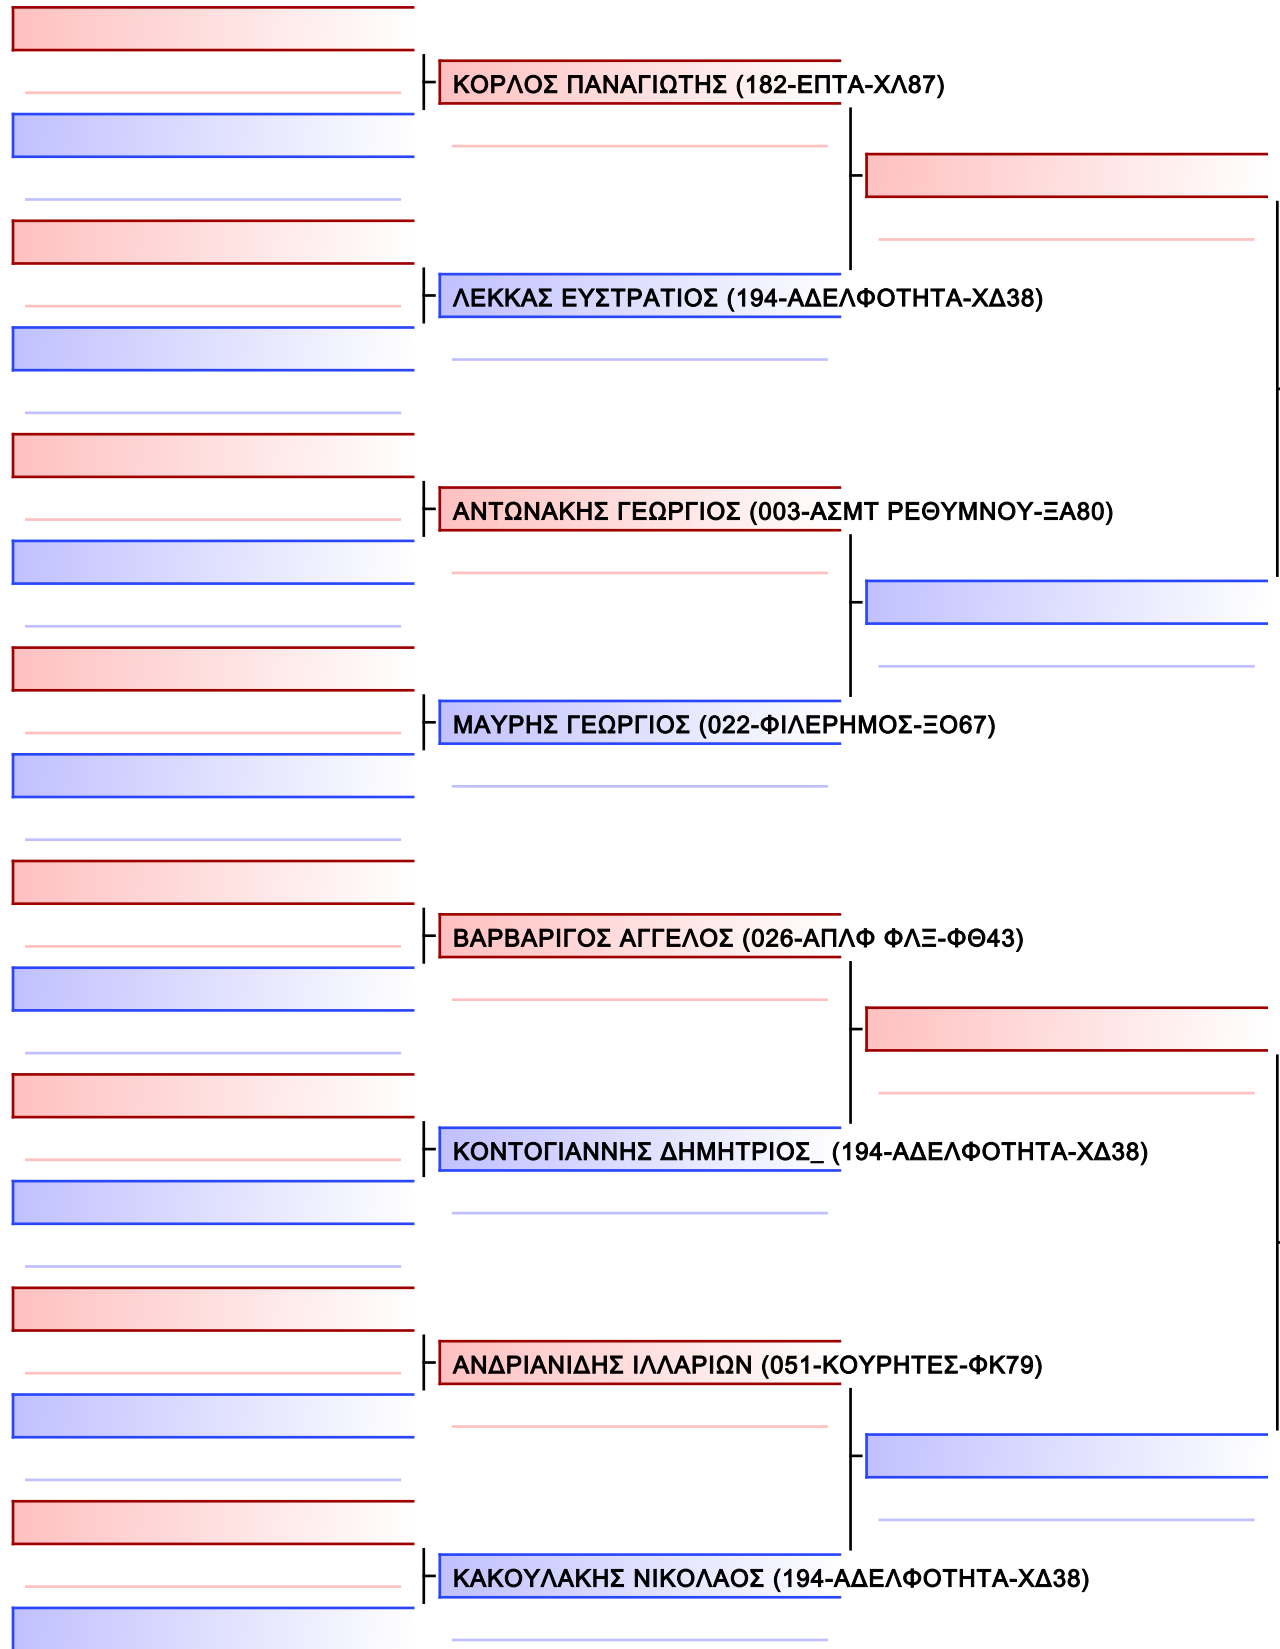 ΚΟΡΛΟΣ ΠΑΝΑΓΙΩΤΗΣ (182-ΕΠΤΑ-ΧΛ87)
ΛΕΚΚΑΣ ΕΥΣΤΡΑΤΙΟΣ (194-ΑΔΕΛΦΟΤΗΤΑ-ΧΔ38)
ΑΝΤΩΝΑΚΗΣ ΓΕΩΡΓΙΟΣ (003-ΑΣΜΤ ΡΕΘΥΜΝΟΥ-ΞΑ80)
ΜΑΥΡΗΣ ΓΕΩΡΓΙΟΣ (022-ΦΙΛΕΡΗΜΟΣ-ΞΟ67)
ΒΑΡΒΑΡΙΓΟΣ ΑΓΓΕΛΟΣ (026-ΑΠΛΦ ΦΛΞ-ΦΘ43)
ΚΟΝΤΟΓΙΑΝΝΗΣ ΔΗΜΗΤΡΙΟΣ_ (194-ΑΔΕΛΦΟΤΗΤΑ-ΧΔ38)
ΑΝΔΡΙΑΝΙΔΗΣ ΙΛΛΑΡΙΩΝ (051-ΚΟΥΡΗΤΕΣ-ΦΚ79)
ΚΑΚΟΥΛΑΚΗΣ ΝΙΚΟΛΑΟΣ (194-ΑΔΕΛΦΟΤΗΤΑ-ΧΔ38)